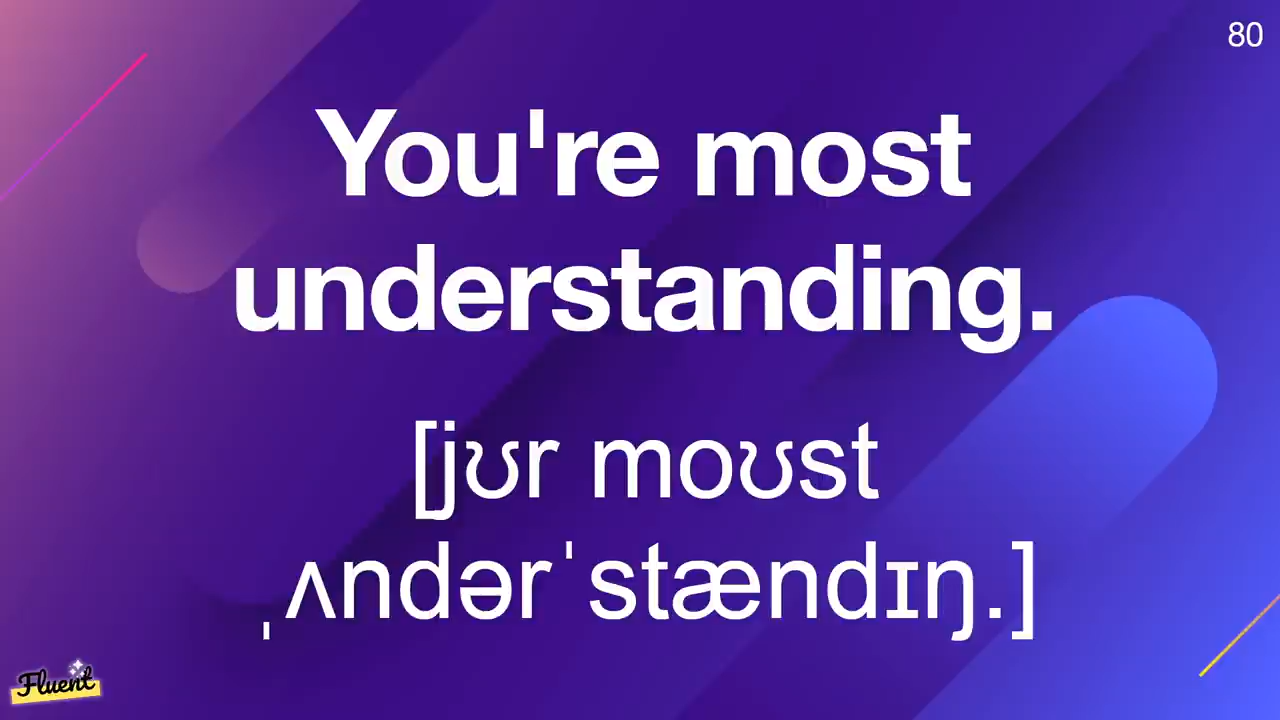 80
You're most
understanding.
[jʊr moʊst
ˌʌndərˈstændɪŋ.]
Fluent